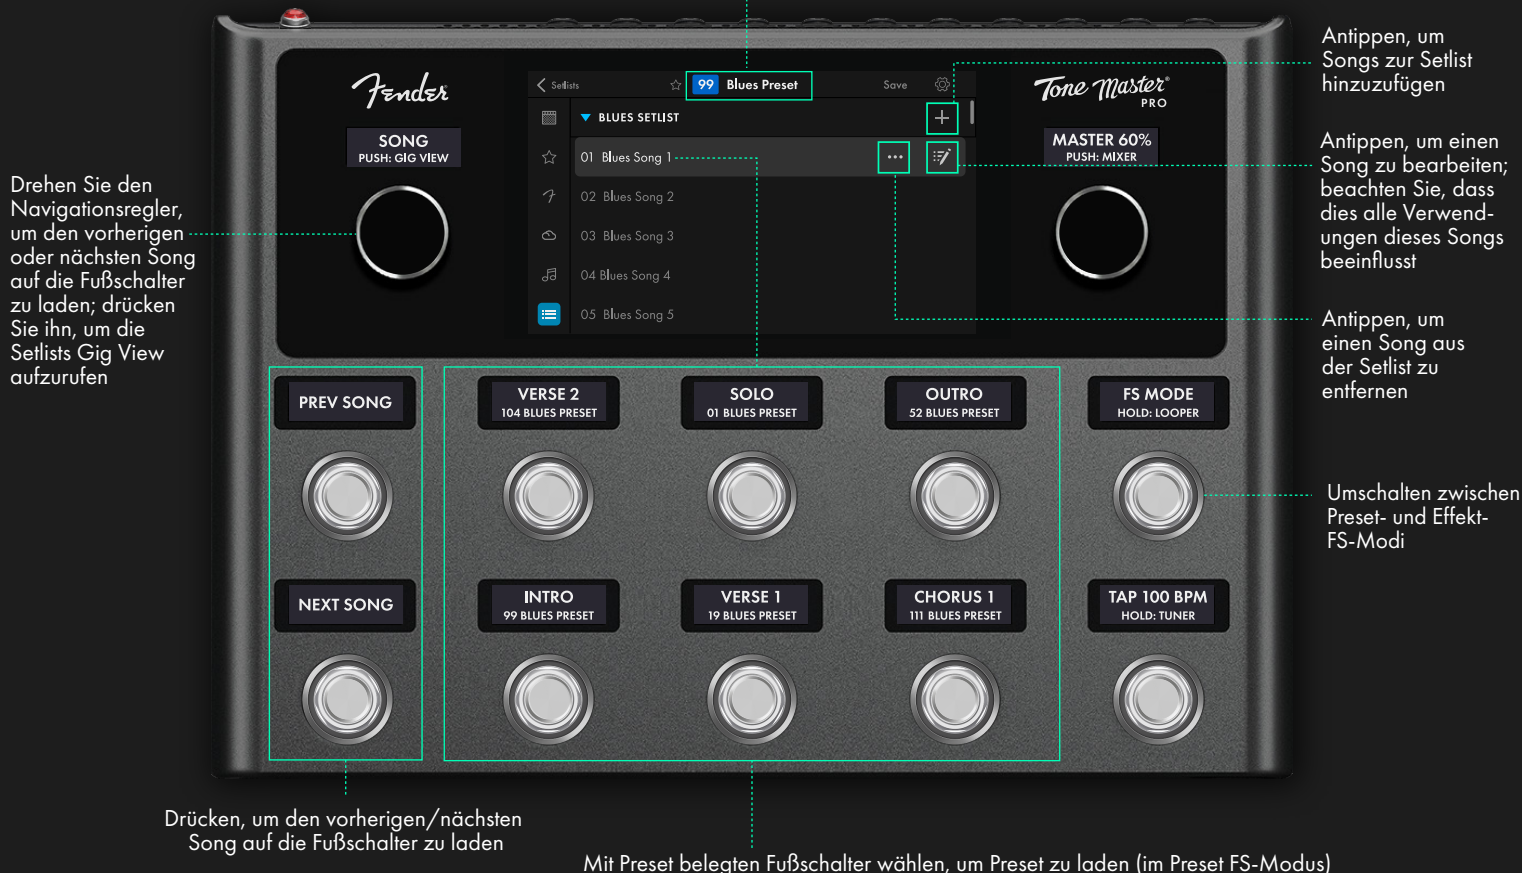 Fender
Tone Master®
PRO
SONG
PUSH: GIG VIEW
MASTER 60%
PUSH: MIXER
Setlists
99 Blues Preset
Save
BLUES SETLIST
01 Blues Song 1
02 Blues Song 2
03 Blues Song 3
04 Blues Song 4
05 Blues Song 5
Drehen Sie den
Navigationsregler,
um den vorherigen
oder nächsten Song
auf die Fußschalter
zu laden; drücken
Sie ihn, um die
Setlists Gig View
aufzurufen
Antippen, um
Songs zur Setlist
hinzuzufügen
Antippen, um einen
Song zu bearbeiten;
beachten Sie, dass
dies alle Verwend-
ungen dieses Songs
beeinflusst
Antippen, um
einen Song aus
der Setlist zu
entfernen
PREV SONG
VERSE 2
104 BLUES PRESET
SOLO
01 BLUES PRESET
OUTRO
52 BLUES PRESET
FS MODE
HOLD: LOOPER
Umschalten zwischen
Preset- und Effekt-
FS-Modi
NEXT SONG
INTRO
99 BLUES PRESET
VERSE 1
19 BLUES PRESET
CHORUS 1
111 BLUES PRESET
TAP 100 BPM
HOLD: TUNER
Drücken, um den vorherigen/nächsten
Song auf die Fußschalter zu laden
Mit Preset belegten Fußschalter wählen, um Preset zu laden (im Preset FS-Modus)